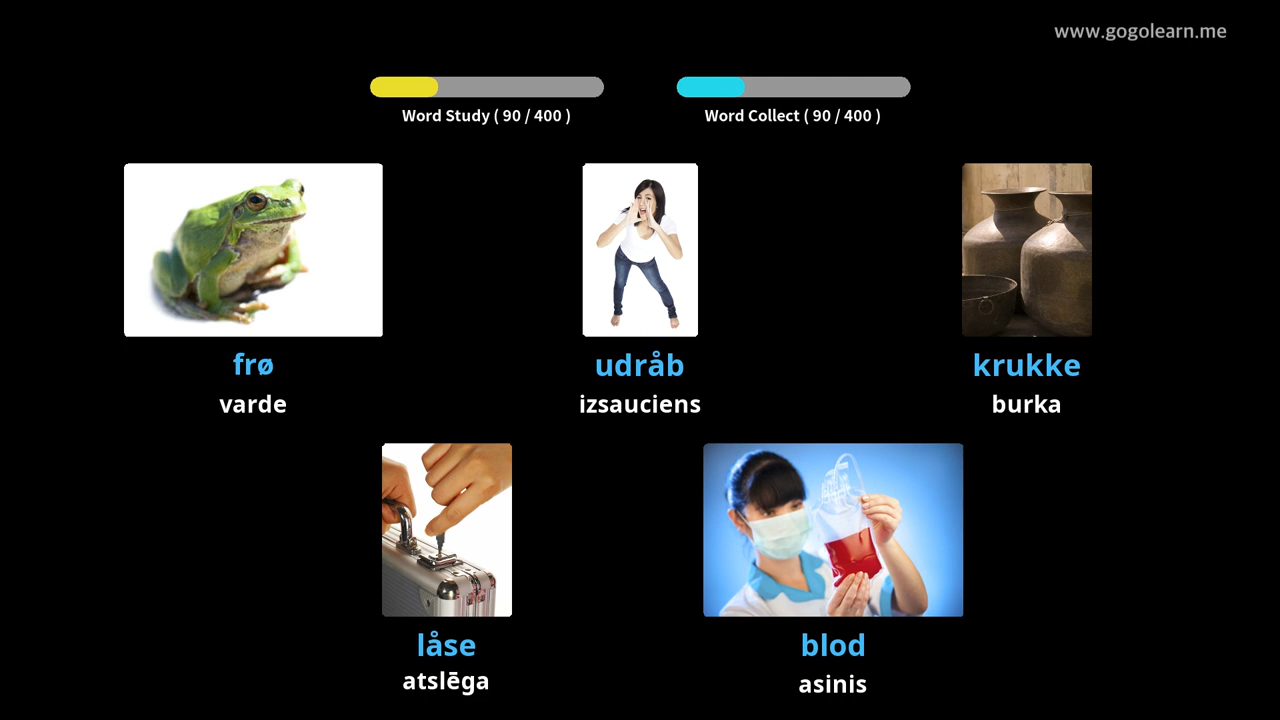 www.gogolearn.me
Word Study ( 90 / 400 )
Word Collect ( 90 / 400 )
frø
varde
udråb
izsauciens
krukke
burka
låse
atslēga
blod
asinis